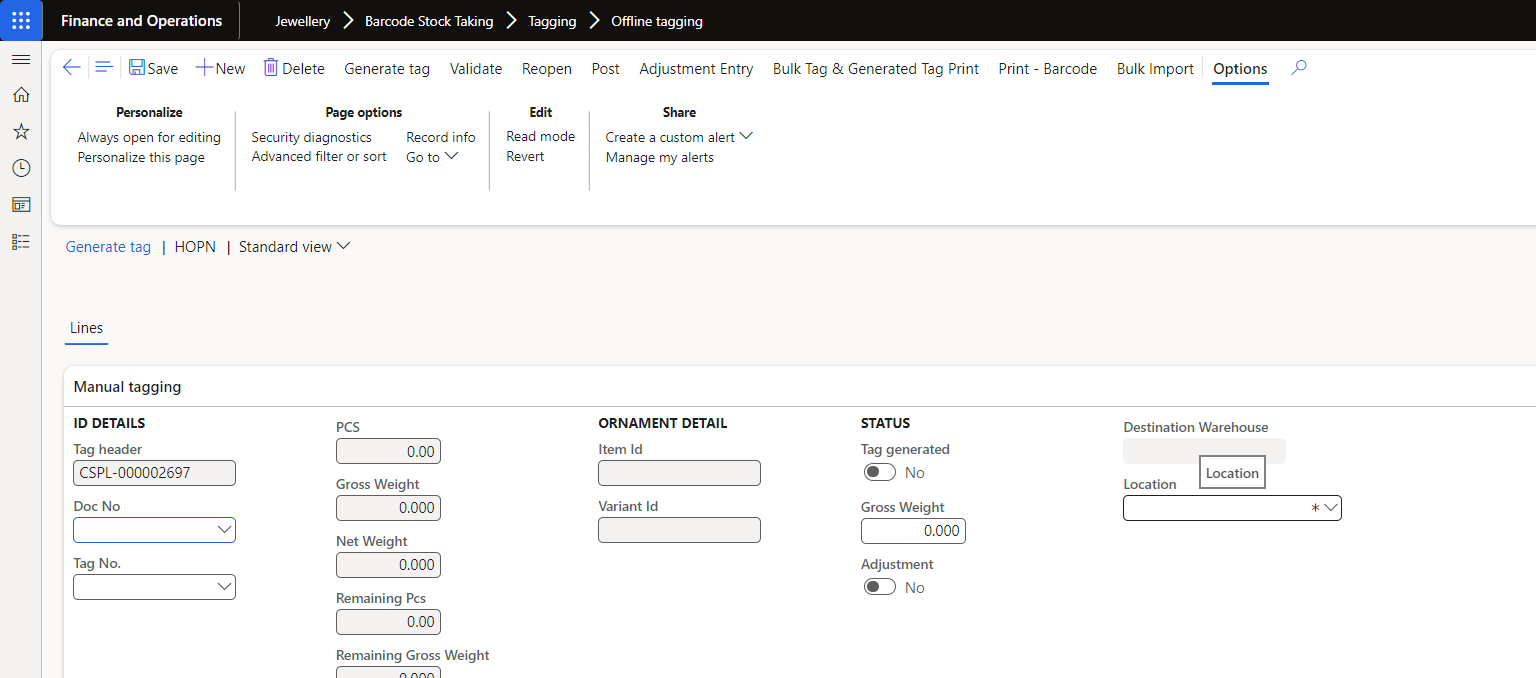 Finance and Operations
Jewellery > Barcode Stock Taking > Tagging > Offline tagging
Save New Delete Generate tag Validate Reopen Post Adjustment Entry Bulk Tag & Generated Tag Print Print - Barcode Bulk Import Options
Personalize
Always open for editing
Personalize this page
Page options
Security diagnostics
Advanced filter or sort
Record info
Go to
Edit
Read mode
Revert
Share
Create a custom alert
Manage my alerts
Generate tag | HOPN | Standard view
Lines
Manual tagging
ID DETAILS
Tag header
CSPL-000002697
Doc No
Tag No.
PCS
0.00
Gross Weight
0.000
Net Weight
0.000
Remaining Pcs
0.00
Remaining Gross Weight
0.000
ORNAMENT DETAIL
Item Id
Variant Id
STATUS
Tag generated
No
Gross Weight
0.000
Adjustment
No
Destination Warehouse
Location
Location
*